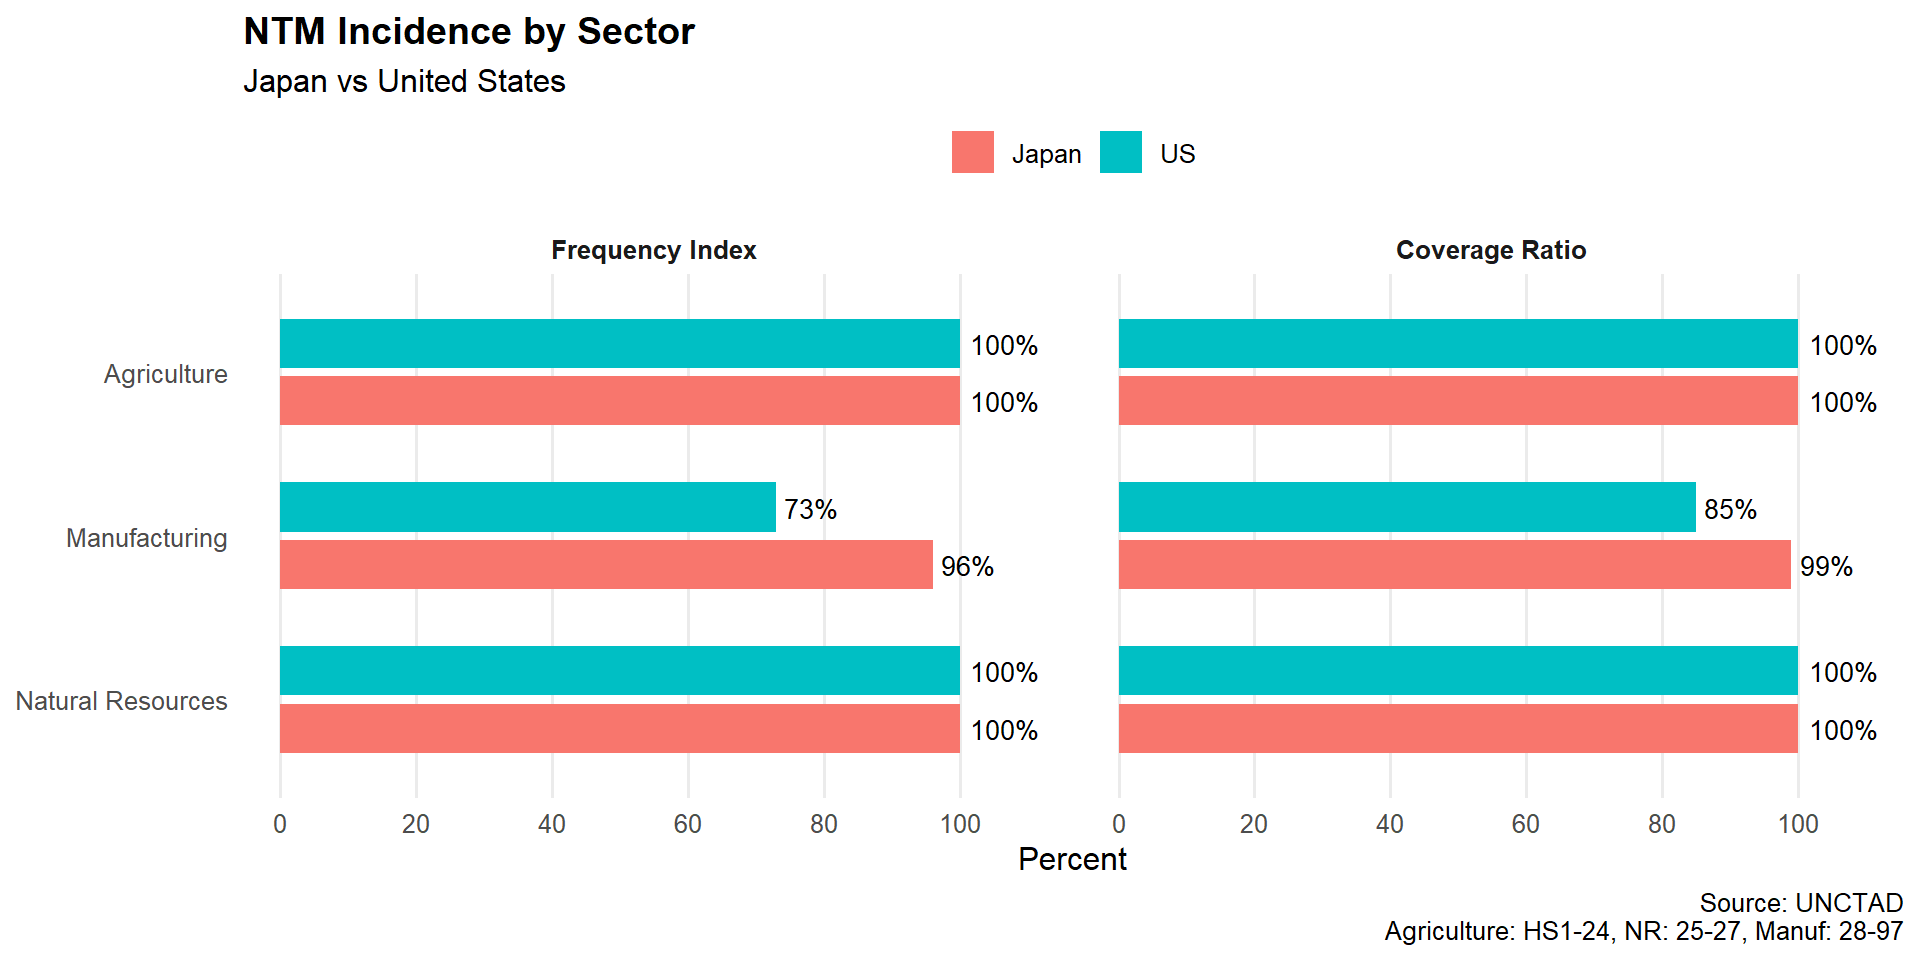 NTM Incidence by Sector
Japan vs United States
Japan US
Frequency Index
Coverage Ratio
Agriculture
100%
100%
100%
100%
Manufacturing
73%
96%
85%
99%
Natural Resources
100%
100%
100%
100%
0 20 40 60 80 100
0 20 40 60 80 100
Percent
Source: UNCTAD
Agriculture: HS1-24, NR: 25-27, Manuf: 28-97